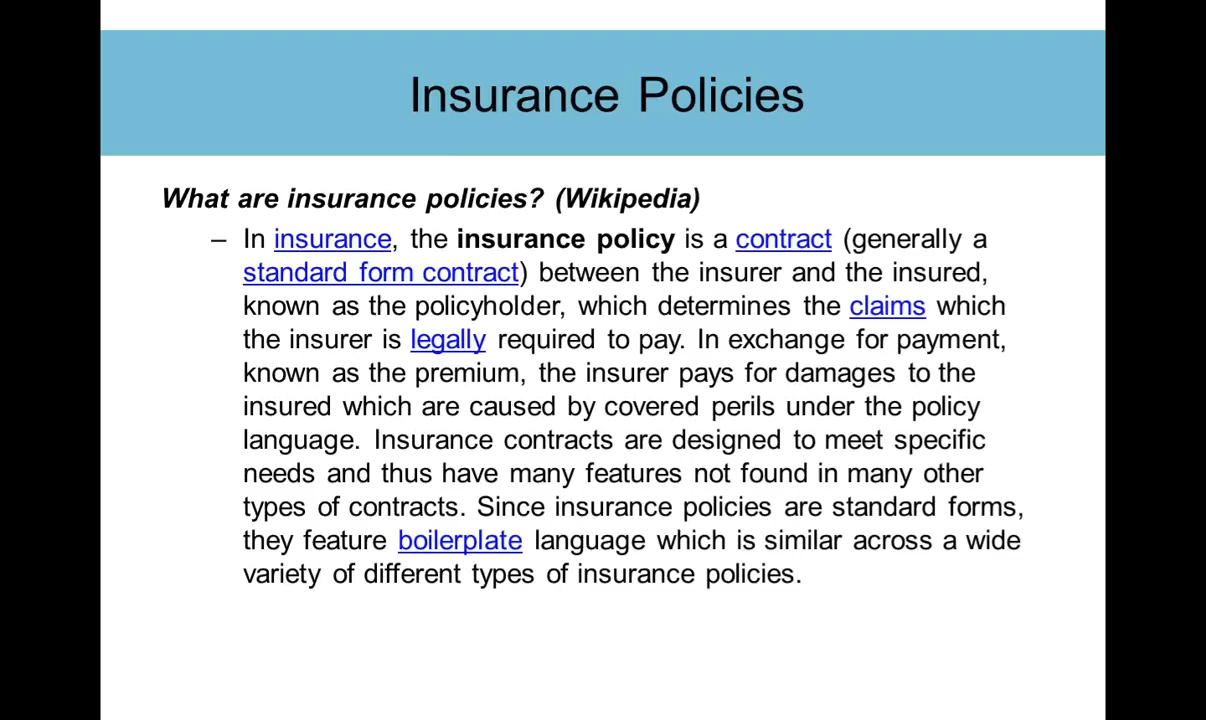 Insurance Policies
What are insurance policies? (Wikipedia)
– In insurance, the insurance policy is a contract (generally a
standard form contract) between the insurer and the insured,
known as the policyholder, which determines the claims which
the insurer is legally required to pay. In exchange for payment,
known as the premium, the insurer pays for damages to the
insured which are caused by covered perils under the policy
language. Insurance contracts are designed to meet specific
needs and thus have many features not found in many other
types of contracts. Since insurance policies are standard forms,
they feature boilerplate language which is similar across a wide
variety of different types of insurance policies.